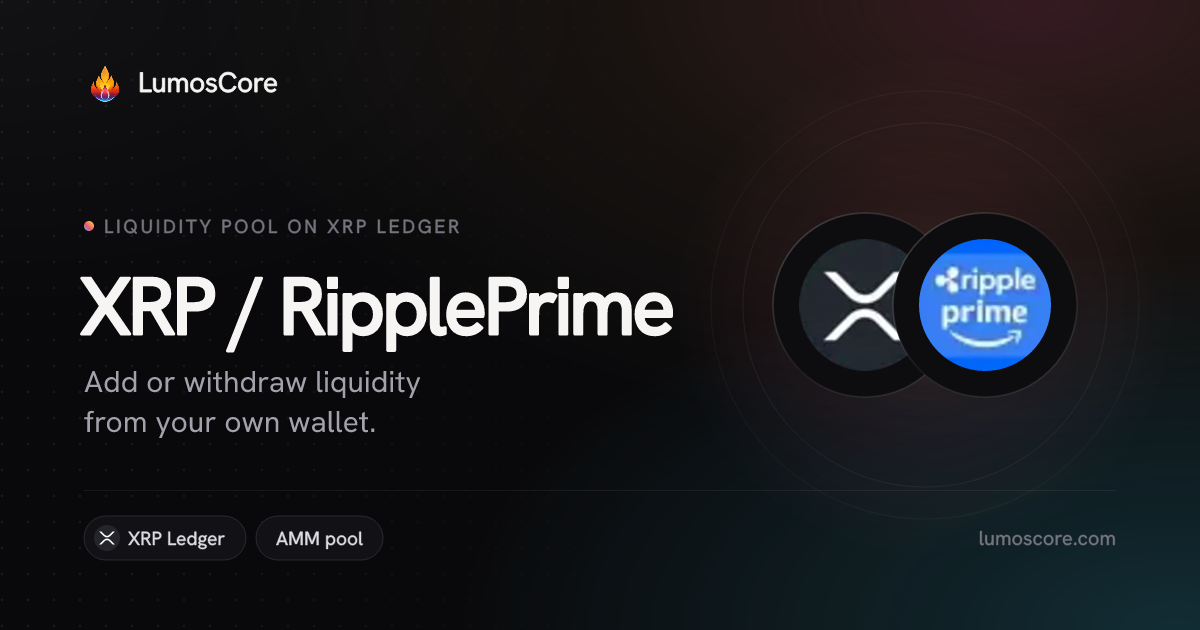 LumosCore
LIQUIDITY POOL ON XRP LEDGER
XRP / RipplePrime
Add or withdraw liquidity
from your own wallet.
ripple
prime
XRP Ledger
AMM pool
lumoscore.com